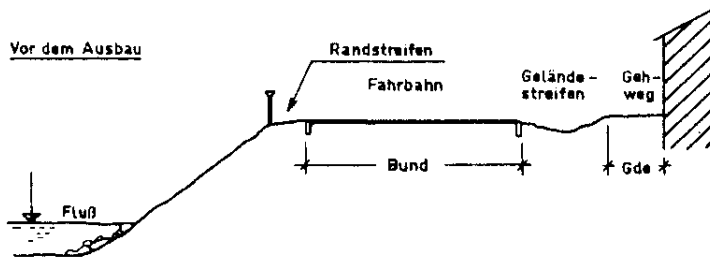 Vor dem Ausbau
Randstreifen
Fahrbahn
Gelände-
streifen
Geh-
weg
Bund
Gde
Fluß